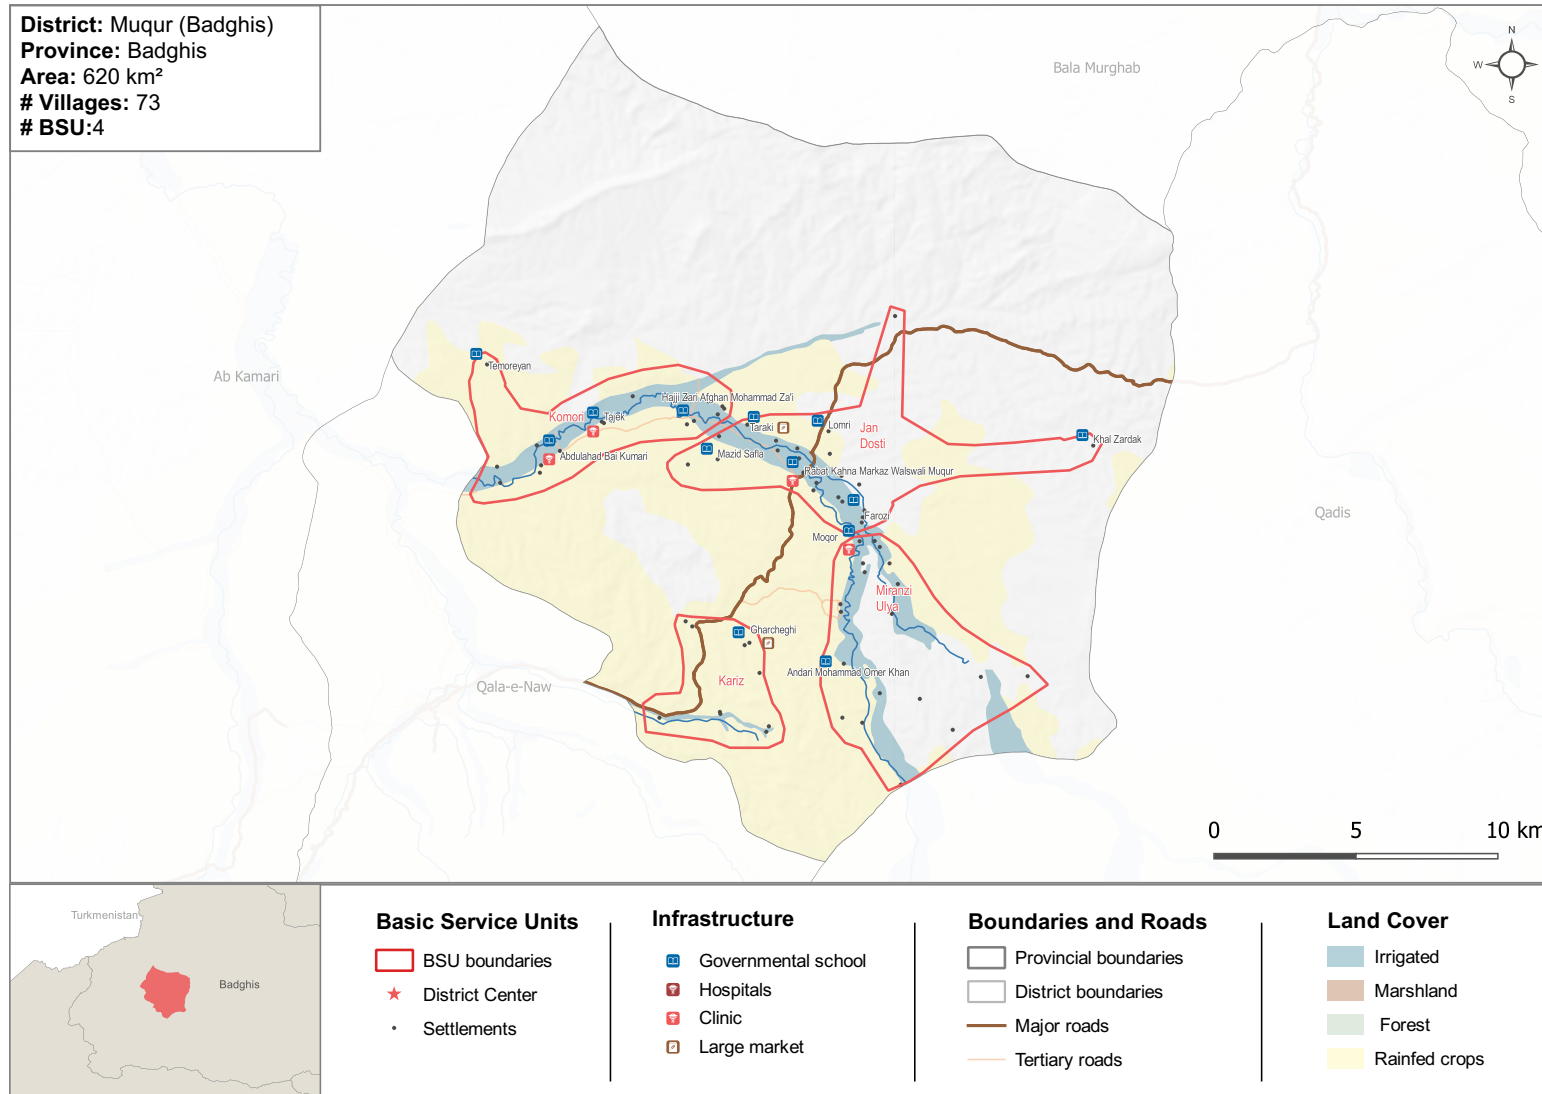 District: Muqur (Badghis)
Province: Badghis
Area: 620 km²
# Villages: 73
# BSU:4
N
W
S
Bala Murghab
Ab Kamari
Qadis
Qala-e-Naw
Temoreyan
Hajji Zari Afghan Mohammad Za'i
Komori
Tajek
Taraki
Lomri
Jan
Dosti
Khal Zardak
Abdulahad Bai Kumari
Mazid Safla
Rabat Kahna Markaz Walswali Muqur
Farozi
Moqor
Miranzi
Ulya
Gharcheghi
Andari Mohammad Omer Khan
Kariz
0 5 10 km
Turkmenistan
Badghis
Basic Service Units
BSU boundaries
District Center
Settlements
Infrastructure
Governmental school
Hospitals
Clinic
Large market
Boundaries and Roads
Provincial boundaries
District boundaries
Major roads
Tertiary roads
Land Cover
Irrigated
Marshland
Forest
Rainfed crops